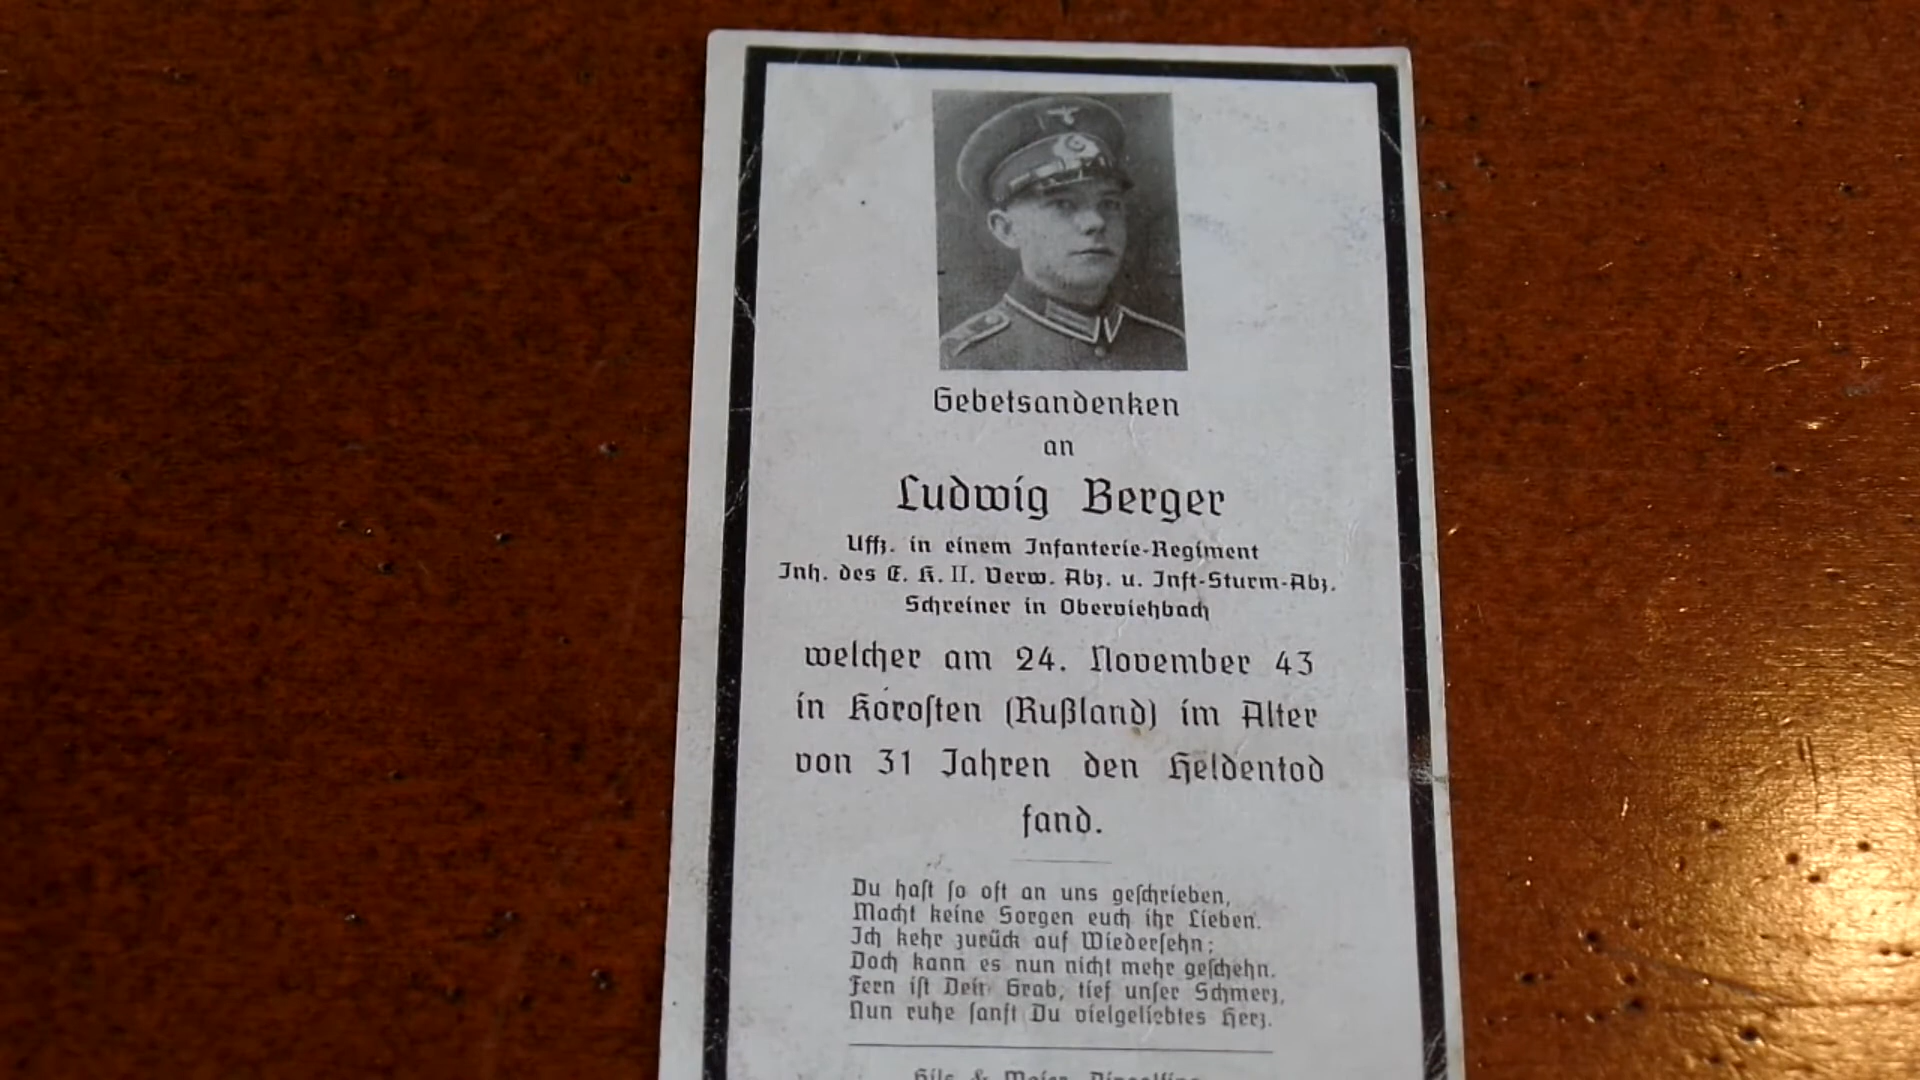 Gebetsandenken
an
Ludwig Berger
Uffz. in einem Infanterie-Regiment
Inh. des E. K. II. Verw. Abz. u. Inft-Sturm-Abz.
Schreiner in Oberviehbach
welcher am 24. November 43
in Korosten (Rußland) im Alter
von 31 Jahren den Heldentod
fand.
Du hast so oft an uns geschrieben,
Macht keine Sorgen euch ihr Lieben.
Ich kehr zurück auf Wiedersehn;
Doch kann es nun nicht mehr geschehn.
Fern ist Dein Grab, tief unser Schmerz,
Nun ruhe sanft Du vielgeliebtes Herz.